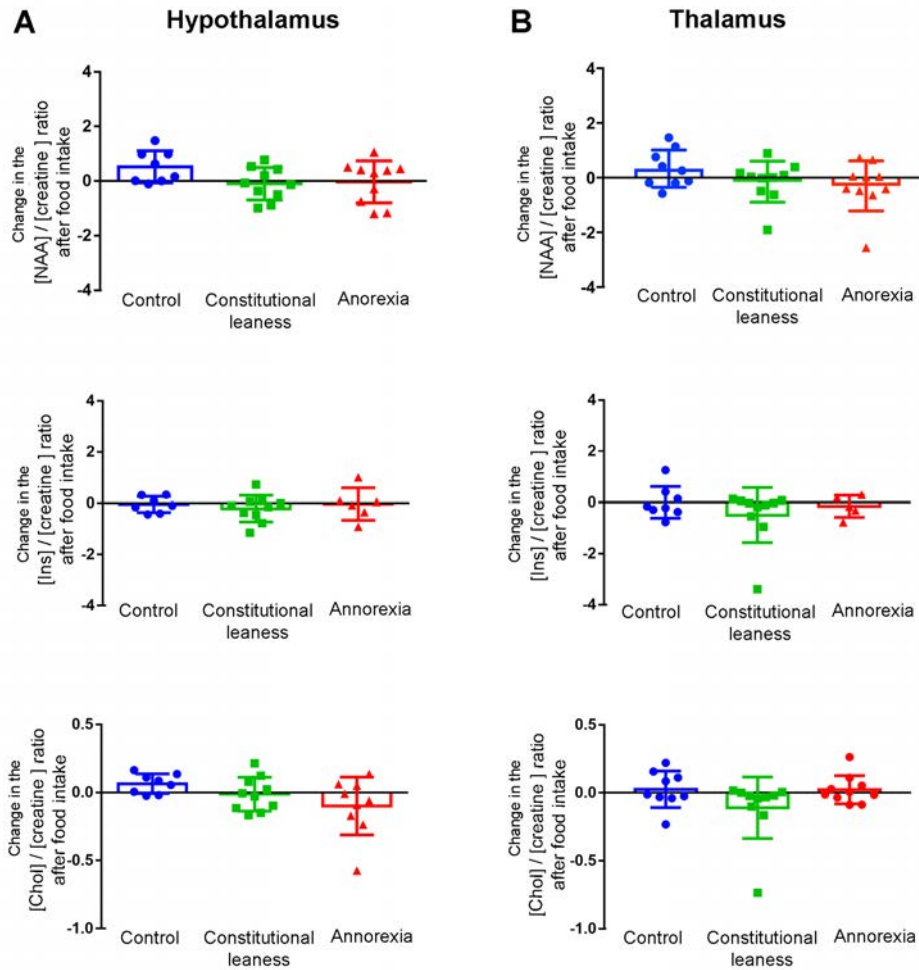 A
Hypothalamus
B
Thalamus
Change in the
[NAA] / [creatine ] ratio
after food intake
4
2
0
-2
-4
Control
Constitutional
leaness
Anorexia
Change in the
[NAA] / [creatine ] ratio
after food intake
4
2
0
-2
-4
Control
Constitutional
leaness
Anorexia
Change in the
[Ins] / [creatine ] ratio
after food intake
4
2
0
-2
-4
Control
Constitutional
leaness
Annorexia
Change in the
[Ins] / [creatine ] ratio
after food intake
4
2
0
-2
-4
Control
Constitutional
leaness
Annorexia
Change in the
[Chol] / [creatine ] ratio
after food intake
0.5
0.0
-0.5
-1.0
Control
Constitutional
leaness
Annorexia
Change in the
[Chol] / [creatine ] ratio
after food intake
0.5
0.0
-0.5
-1.0
Control
Constitutional
leaness
Annorexia